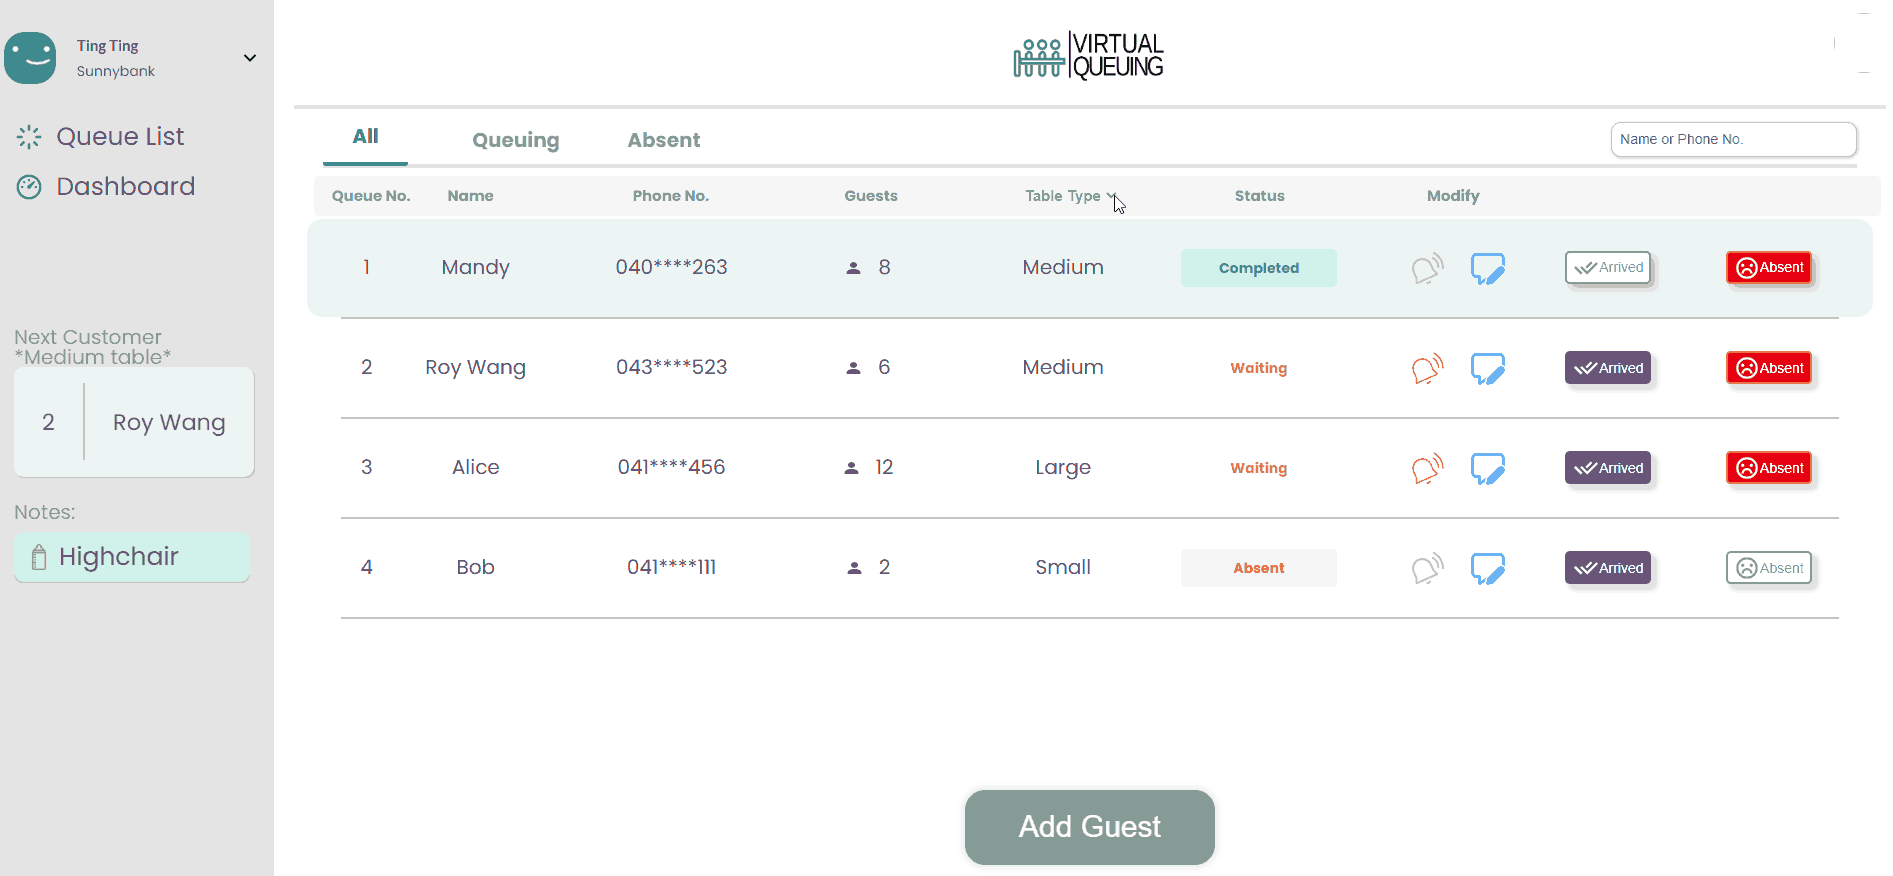 Ting Ting
Sunnybank
Queue List
Dashboard
Next Customer
*Medium table*
2 Roy Wang
Notes:
Highchair
VIRTUAL
QUEUING
All Queuing Absent Name or Phone No.
Queue No. Name Phone No. Guests Table Type Status Modify
1 Mandy 040****263 8 Medium Completed Arrived Absent
2 Roy Wang 043****523 6 Medium Waiting Arrived Absent
3 Alice 041****456 12 Large Waiting Arrived Absent
4 Bob 041****111 2 Small Absent Arrived Absent
Add Guest